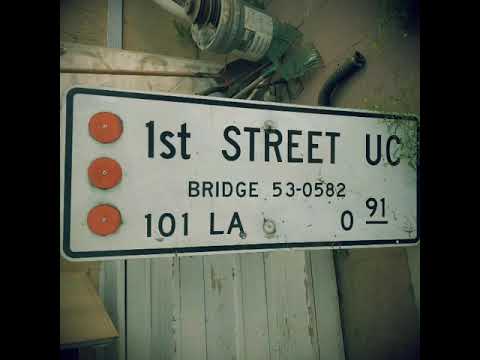 1st STREET UC
BRIDGE 53-0582
101 LA 0 91